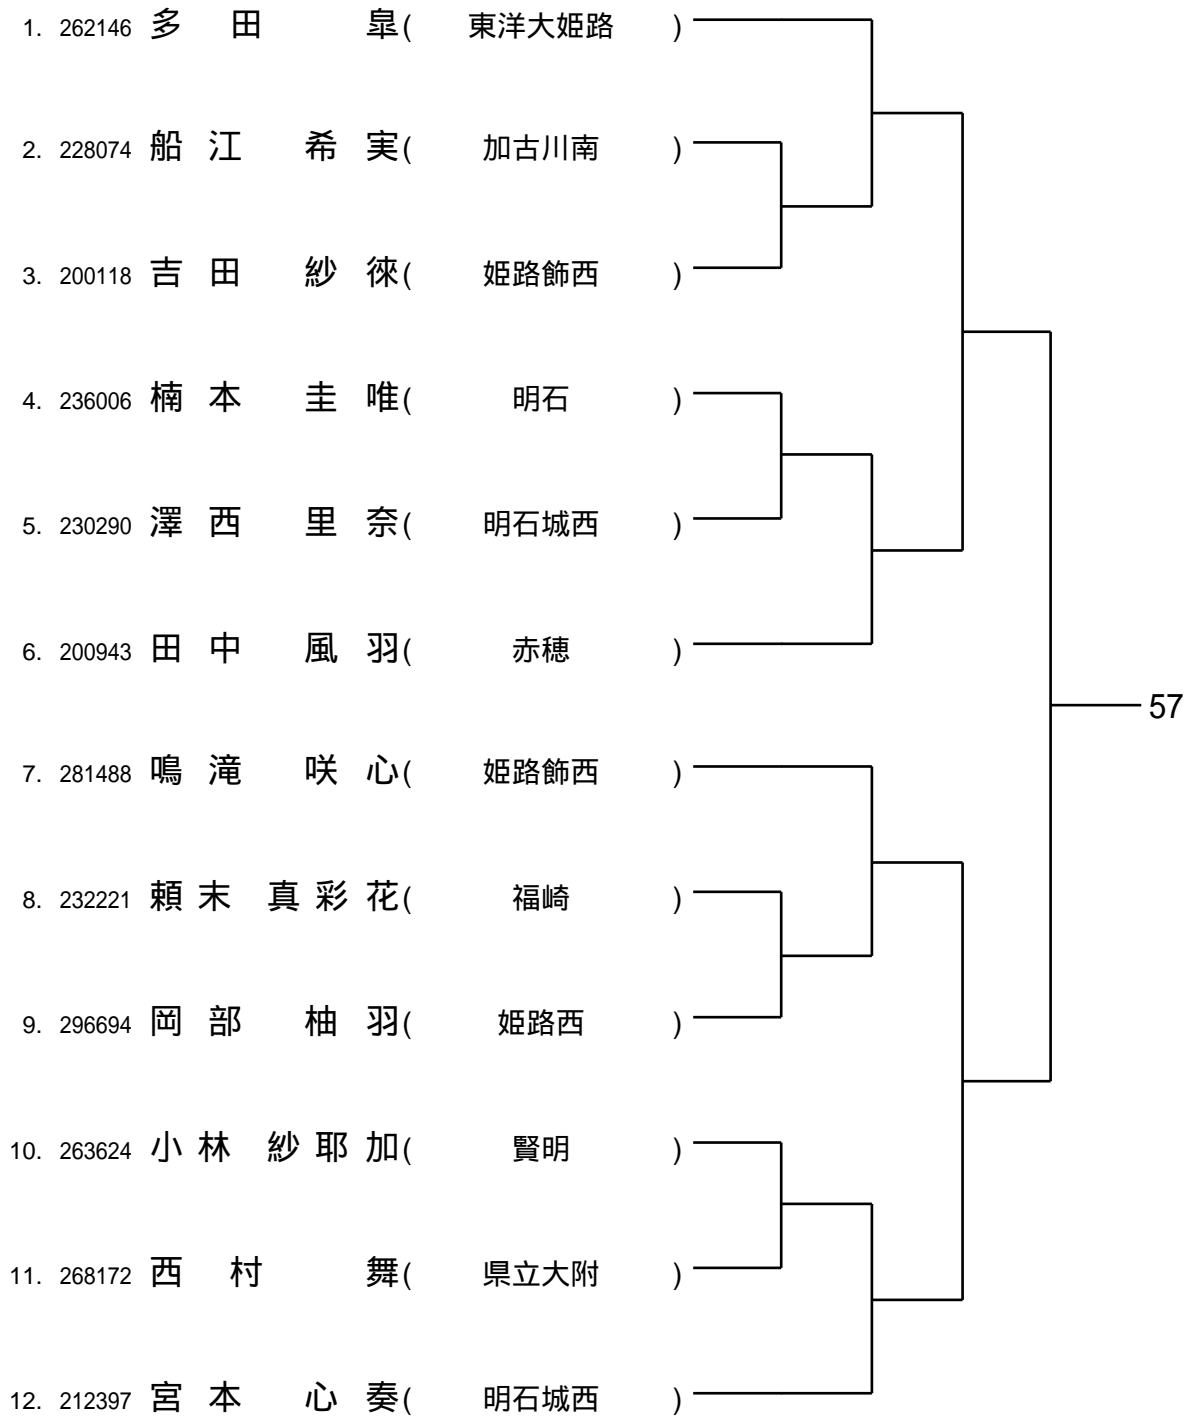 1. 262146 多田 皐( 東洋大姫路 )
2. 228074 船江 希実( 加古川南 )
3. 200118 吉田 紗徠( 姫路飾西 )
4. 236006 楠本 圭唯( 明石 )
5. 230290 澤西 里奈( 明石城西 )
6. 200943 田中 風羽( 赤穂 )
57
7. 281488 鳴滝 咲心( 姫路飾西 )
8. 232221 頼末 真彩花( 福崎 )
9. 296694 岡部 柚羽( 姫路西 )
10. 263624 小林 紗耶加( 賢明 )
11. 268172 西村 舞( 県立大附 )
12. 212397 宮本 心奏( 明石城西 )